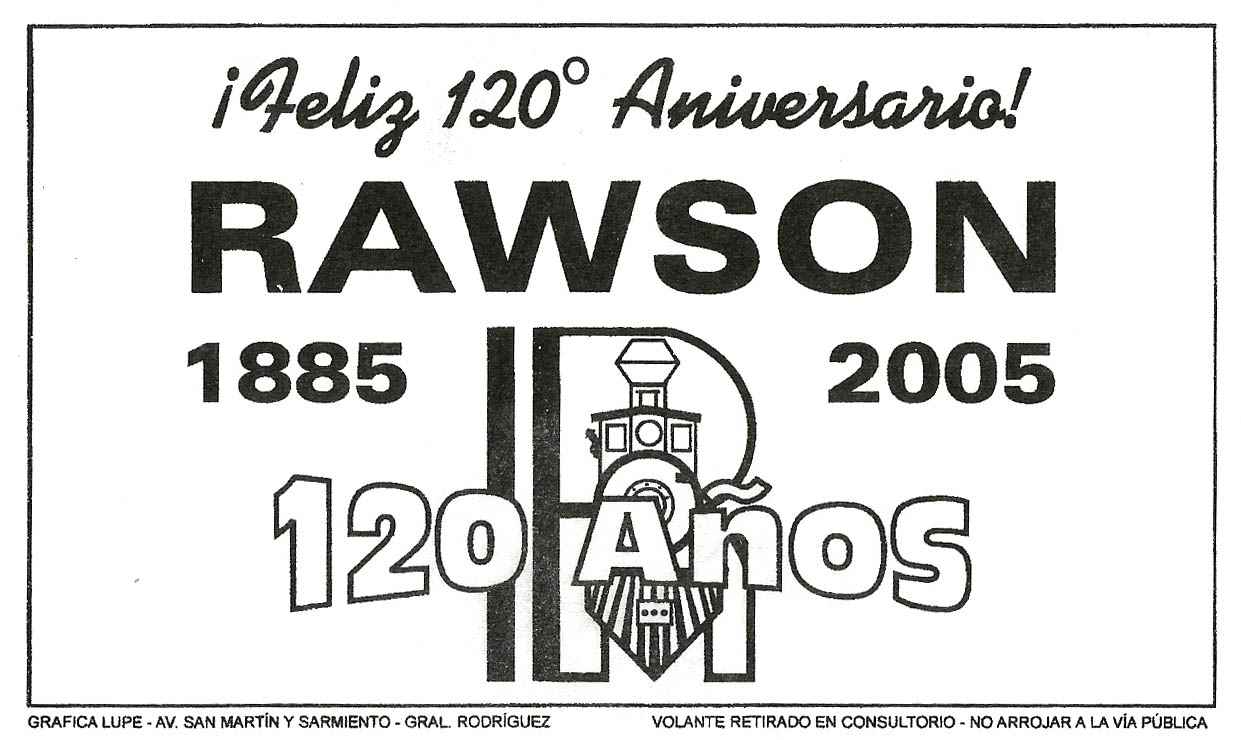 ¡Feliz 120° Aniversario!
RAWSON
1885 2005
120 Años
GRAFICA LUPE - AV. SAN MARTÍN Y SARMIENTO - GRAL. RODRÍGUEZ VOLANTE RETIRADO EN CONSULTORIO - NO ARROJAR A LA VÍA PÚBLICA